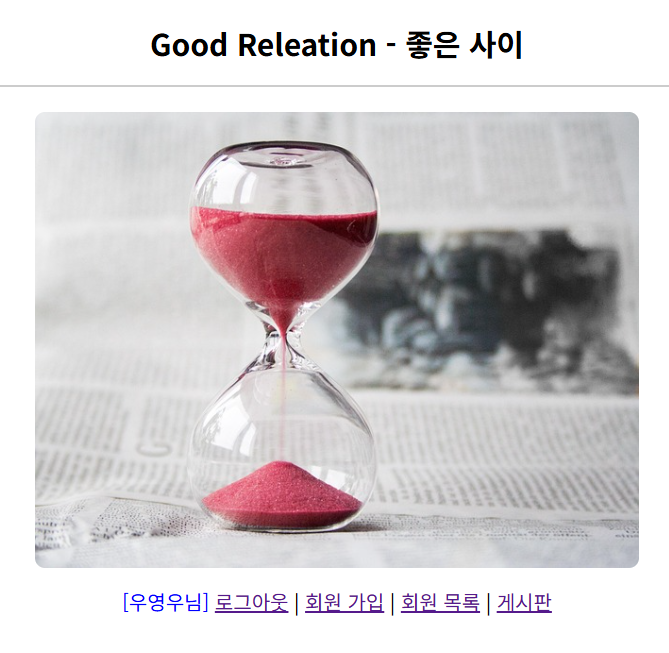 Good Releation - 좋은 사이
[우영우님] 로그아웃 | 회원 가입 | 회원 목록 | 게시판